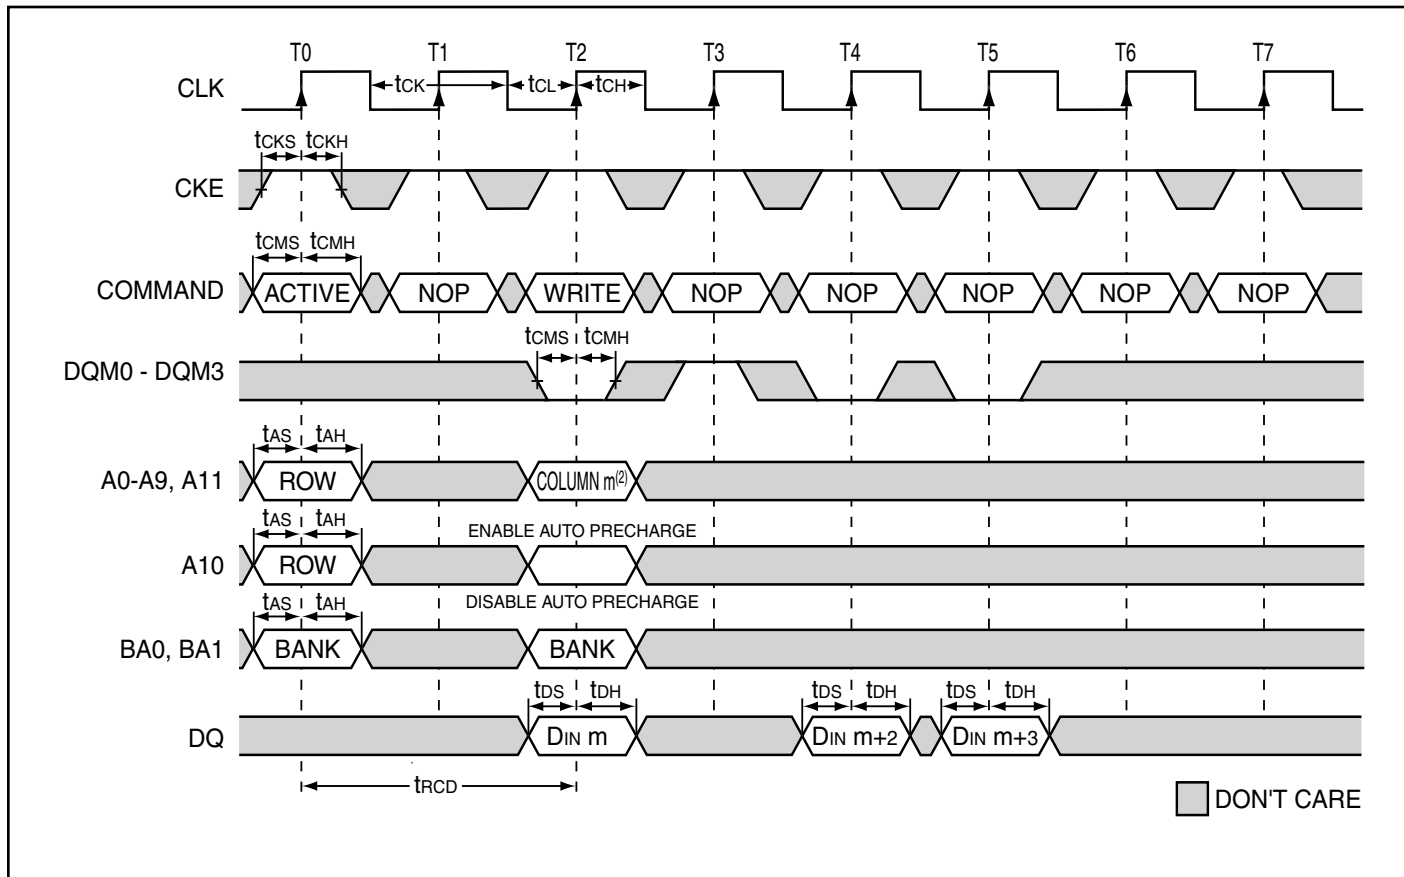 T0 T1 T2 T3 T4 T5 T6 T7
CLK tCK tCL tCH
tCKS tCKH
CKE
tCMS tCMH
COMMAND ACTIVE NOP WRITE NOP NOP NOP NOP NOP
tCMS tCMH
DQM0 - DQM3
tAS tAH
A0-A9, A11 ROW COLUMN m(2)
tAS tAH ENABLE AUTO PRECHARGE
A10 ROW
tAS tAH DISABLE AUTO PRECHARGE
BA0, BA1 BANK BANK
tDS tDH tDS tDH tDS tDH
DQ DIN m DIN m+2 DIN m+3
tRCD
DON'T CARE